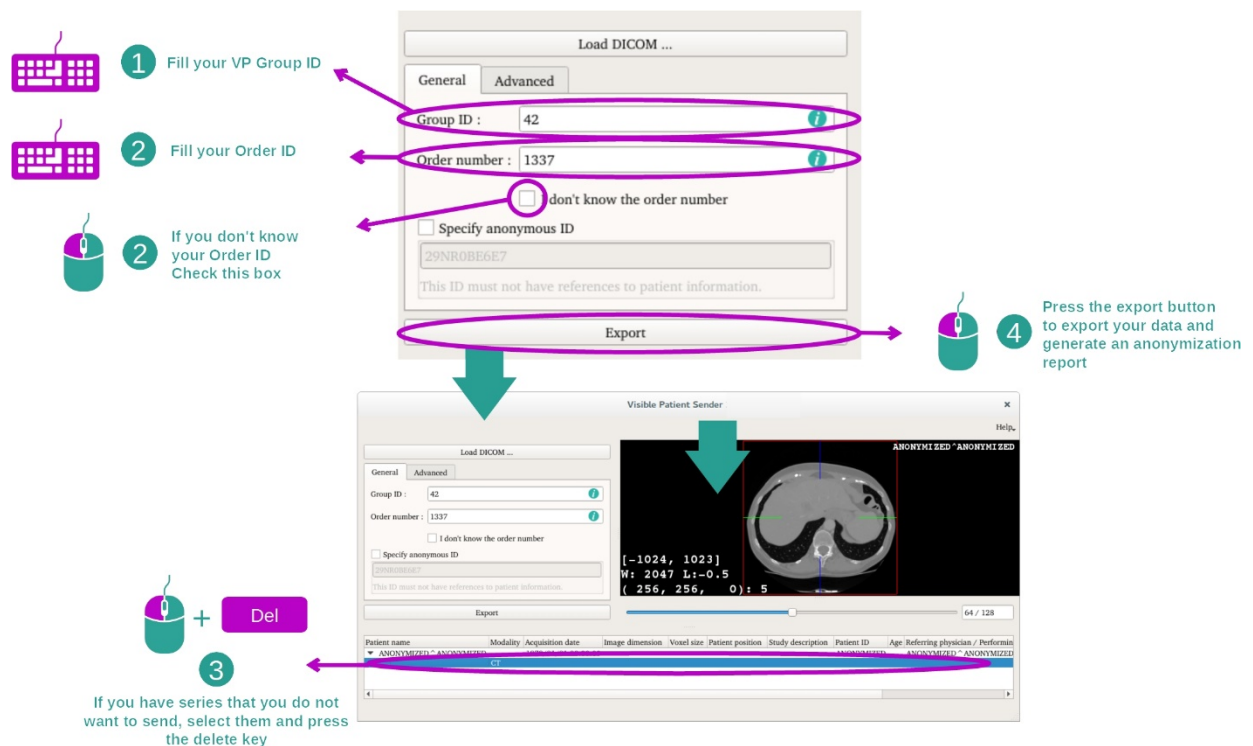 Load DICOM ...
General Advanced
1 Fill your VP Group ID
Group ID : 42 i
2 Fill your Order ID
Order number : 1337 i
I don't know the order number
2 If you don't know
your Order ID
Check this box
Specify anonymous ID
29NR0BE6E7
This ID must not have references to patient information.
Export
4 Press the export button
to export your data and
generate an anonymization
report
Visible Patient Sender ×
Help
Load DICOM ...
General Advanced
Group ID : 42 i
Order number : 1337 i
I don't know the order number
Specify anonymous ID
29NR0BE6E7
This ID must not have references to patient information.
Export
ANONYMIZED^ANONYMIZED
[-1024, 1023]
W: 2047 L:-0.5
( 256, 256, 0): 5
64 / 128
Patient name Modality Acquisition date Image dimension Voxel size Patient position Study description Patient ID Age Referring physician / Performin
ANONYMIZED^ANONYMIZED ANONYMIZED ANONYMIZED^ANONYMIZED
CT
+ Del
3
If you have series that you do not
want to send, select them and press
the delete key